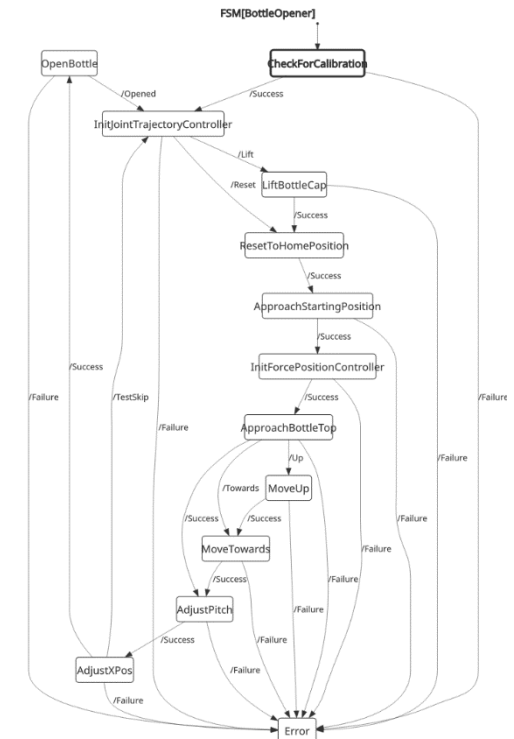 FSM[BottleOpener]
OpenBottle
CheckForCalibration
/Opened
/Success
InitJointTrajectoryController
/Lift
/Reset
LiftBottleCap
/Success
ResetToHomePosition
/Success
ApproachStartingPosition
/Success
InitForcePositionController
/Success
/Failure
/TestSkip
/Success
/Failure
/Failure
ApproachBottleTop
/Up
/Failure
/Towards
MoveUp
/Success
/Success
/Failure
MoveTowards
/Failure
/Success
/Failure
AdjustPitch
/Failure
/Success
/Failure
AdjustXPos
/Failure
Error